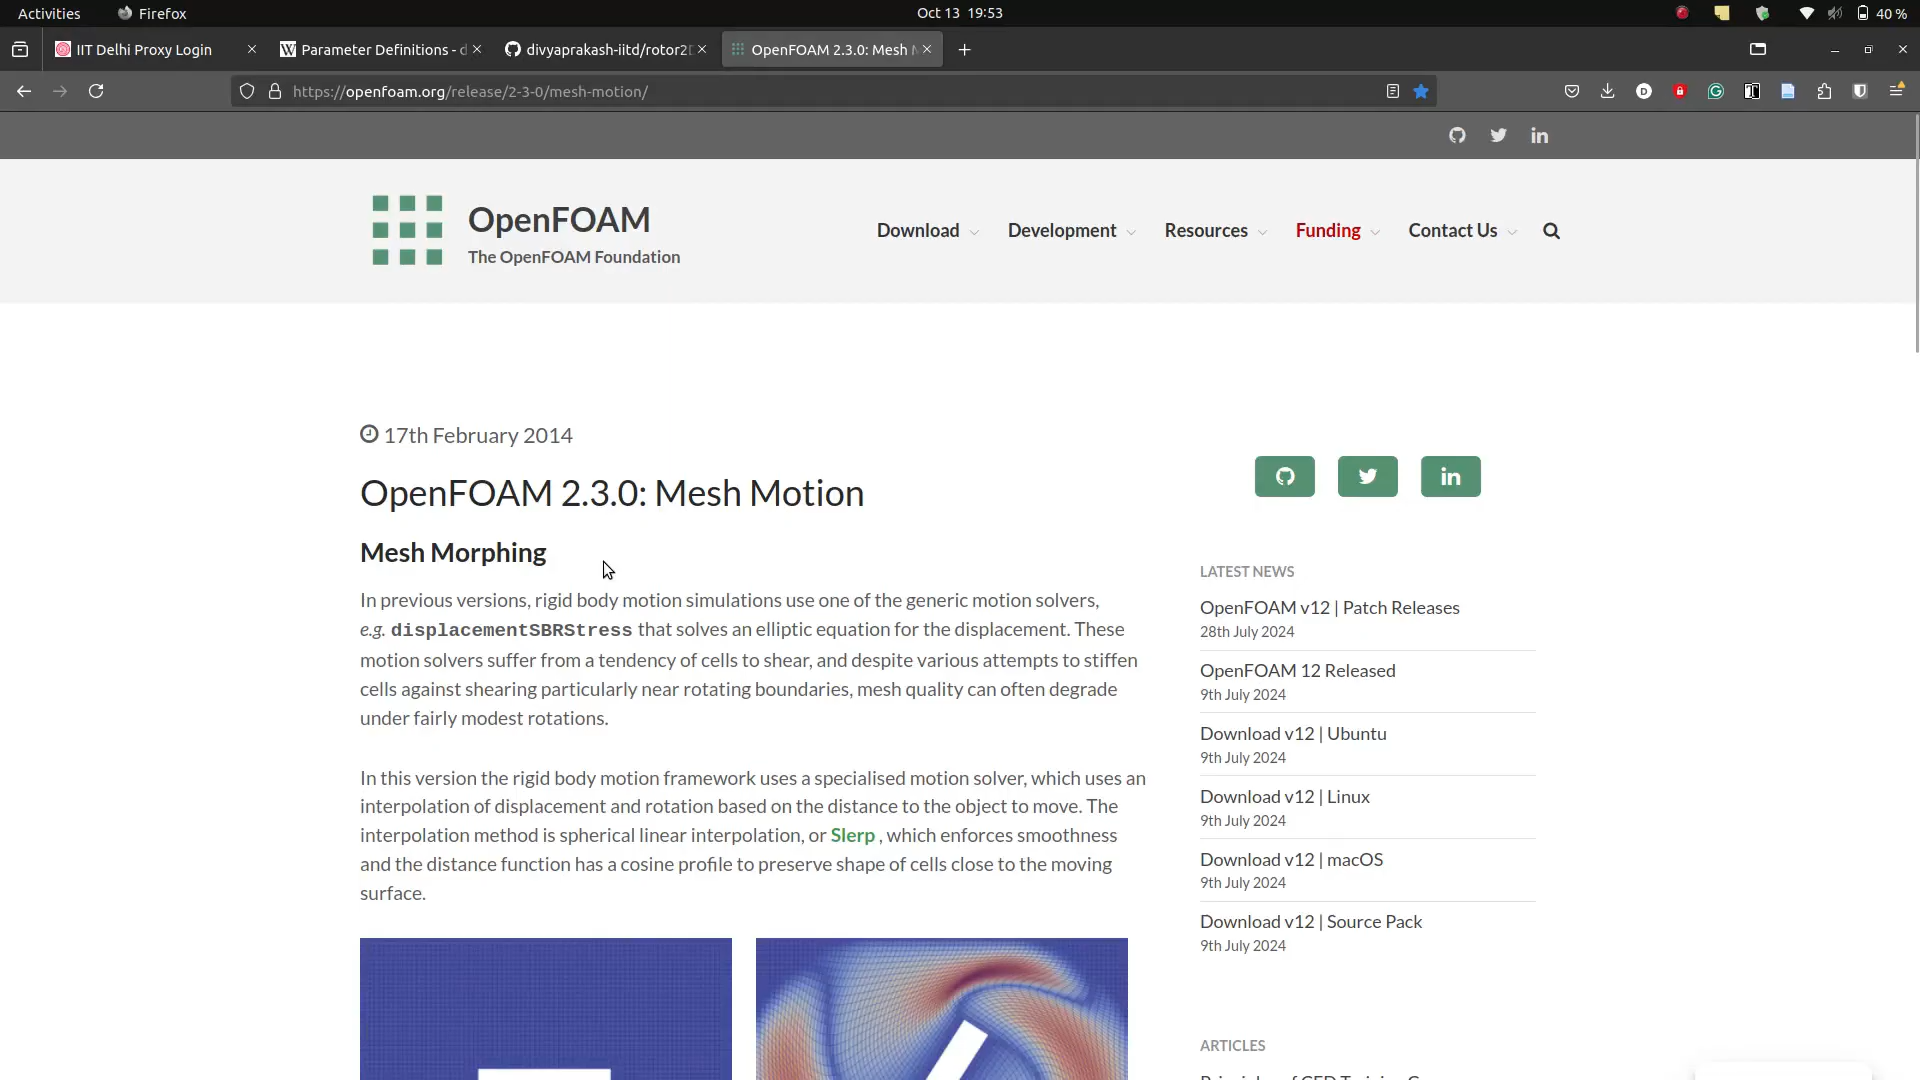 Activities
Firefox
Oct 13 19:53
40 %
IIT Delhi Proxy Login
Parameter Definitions - d
divyaprakash-iitd/rotor2D
OpenFOAM 2.3.0: Mesh M
https://openfoam.org/release/2-3-0/mesh-motion/
OpenFOAM
The OpenFOAM Foundation
Download
Development
Resources
Funding
Contact Us
17th February 2014
OpenFOAM 2.3.0: Mesh Motion
Mesh Morphing
In previous versions, rigid body motion simulations use one of the generic motion solvers,
e.g. displacementSBRStress that solves an elliptic equation for the displacement. These
motion solvers suffer from a tendency of cells to shear, and despite various attempts to stiffen
cells against shearing particularly near rotating boundaries, mesh quality can often degrade
under fairly modest rotations.
In this version the rigid body motion framework uses a specialised motion solver, which uses an
interpolation of displacement and rotation based on the distance to the object to move. The
interpolation method is spherical linear interpolation, or Slerp , which enforces smoothness
and the distance function has a cosine profile to preserve shape of cells close to the moving
surface.
LATEST NEWS
OpenFOAM v12 | Patch Releases
28th July 2024
OpenFOAM 12 Released
9th July 2024
Download v12 | Ubuntu
9th July 2024
Download v12 | Linux
9th July 2024
Download v12 | macOS
9th July 2024
Download v12 | Source Pack
9th July 2024
ARTICLES